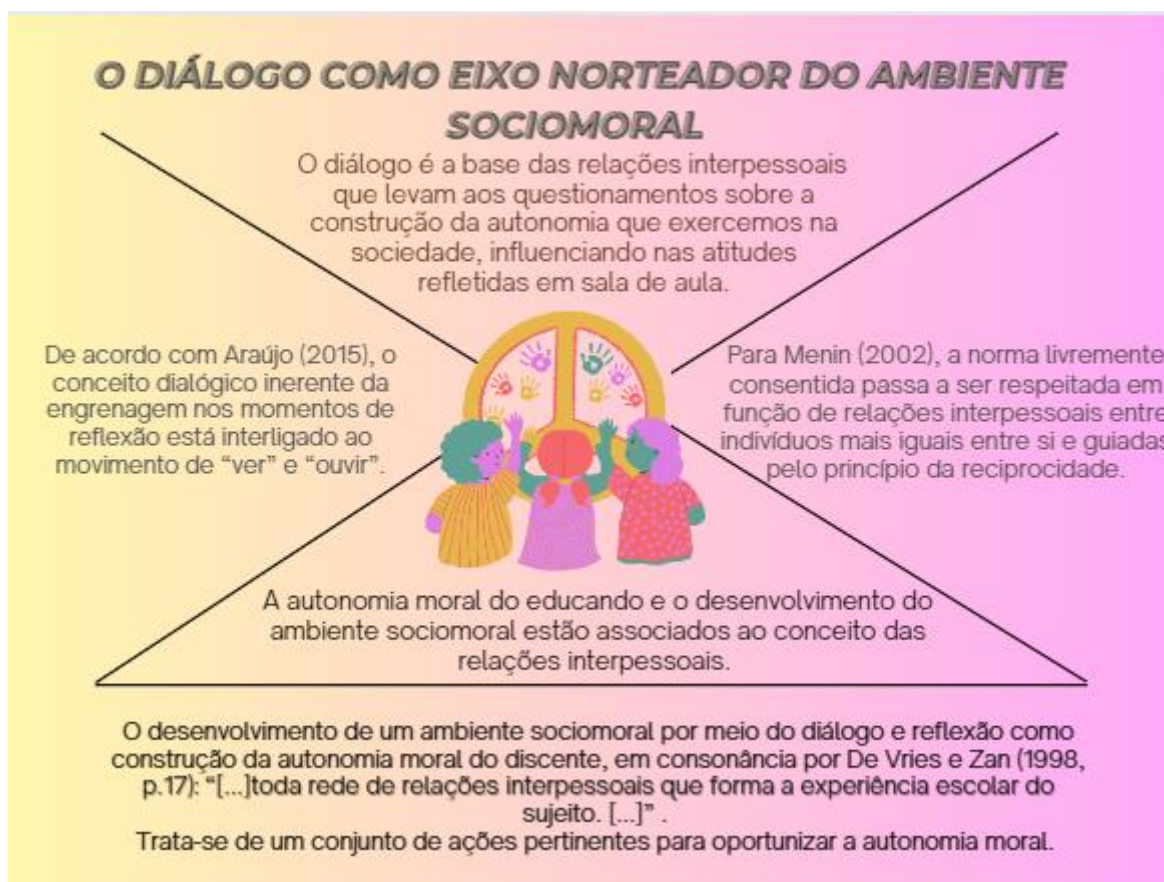 O DIÁLOGO COMO EIXO NORTEADOR DO AMBIENTE
SOCIOMORAL
O diálogo é a base das relações interpessoais
que levam aos questionamentos sobre a
construção da autonomia que exercemos na
sociedade, influenciando nas atitudes
refletidas em sala de aula.
De acordo com Araújo (2015), o
conceito dialógico inerente da
engrenagem nos momentos de
reflexão está interligado ao
movimento de “ver” e “ouvir”.
Para Menin (2002), a norma livremente
consentida passa a ser respeitada em
função de relações interpessoais entre
indivíduos mais iguais entre si e guiadas
pelo princípio da reciprocidade.
A autonomia moral do educando e o desenvolvimento do
ambiente sociomoral estão associados ao conceito das
relações interpessoais.
O desenvolvimento de um ambiente sociomoral por meio do diálogo e reflexão como
construção da autonomia moral do discente, em consonância por De Vries e Zan (1998,
p.17): “[...]toda rede de relações interpessoais que forma a experiência escolar do
sujeito. [...]” .
Trata-se de um conjunto de ações pertinentes para oportunizar a autonomia moral.